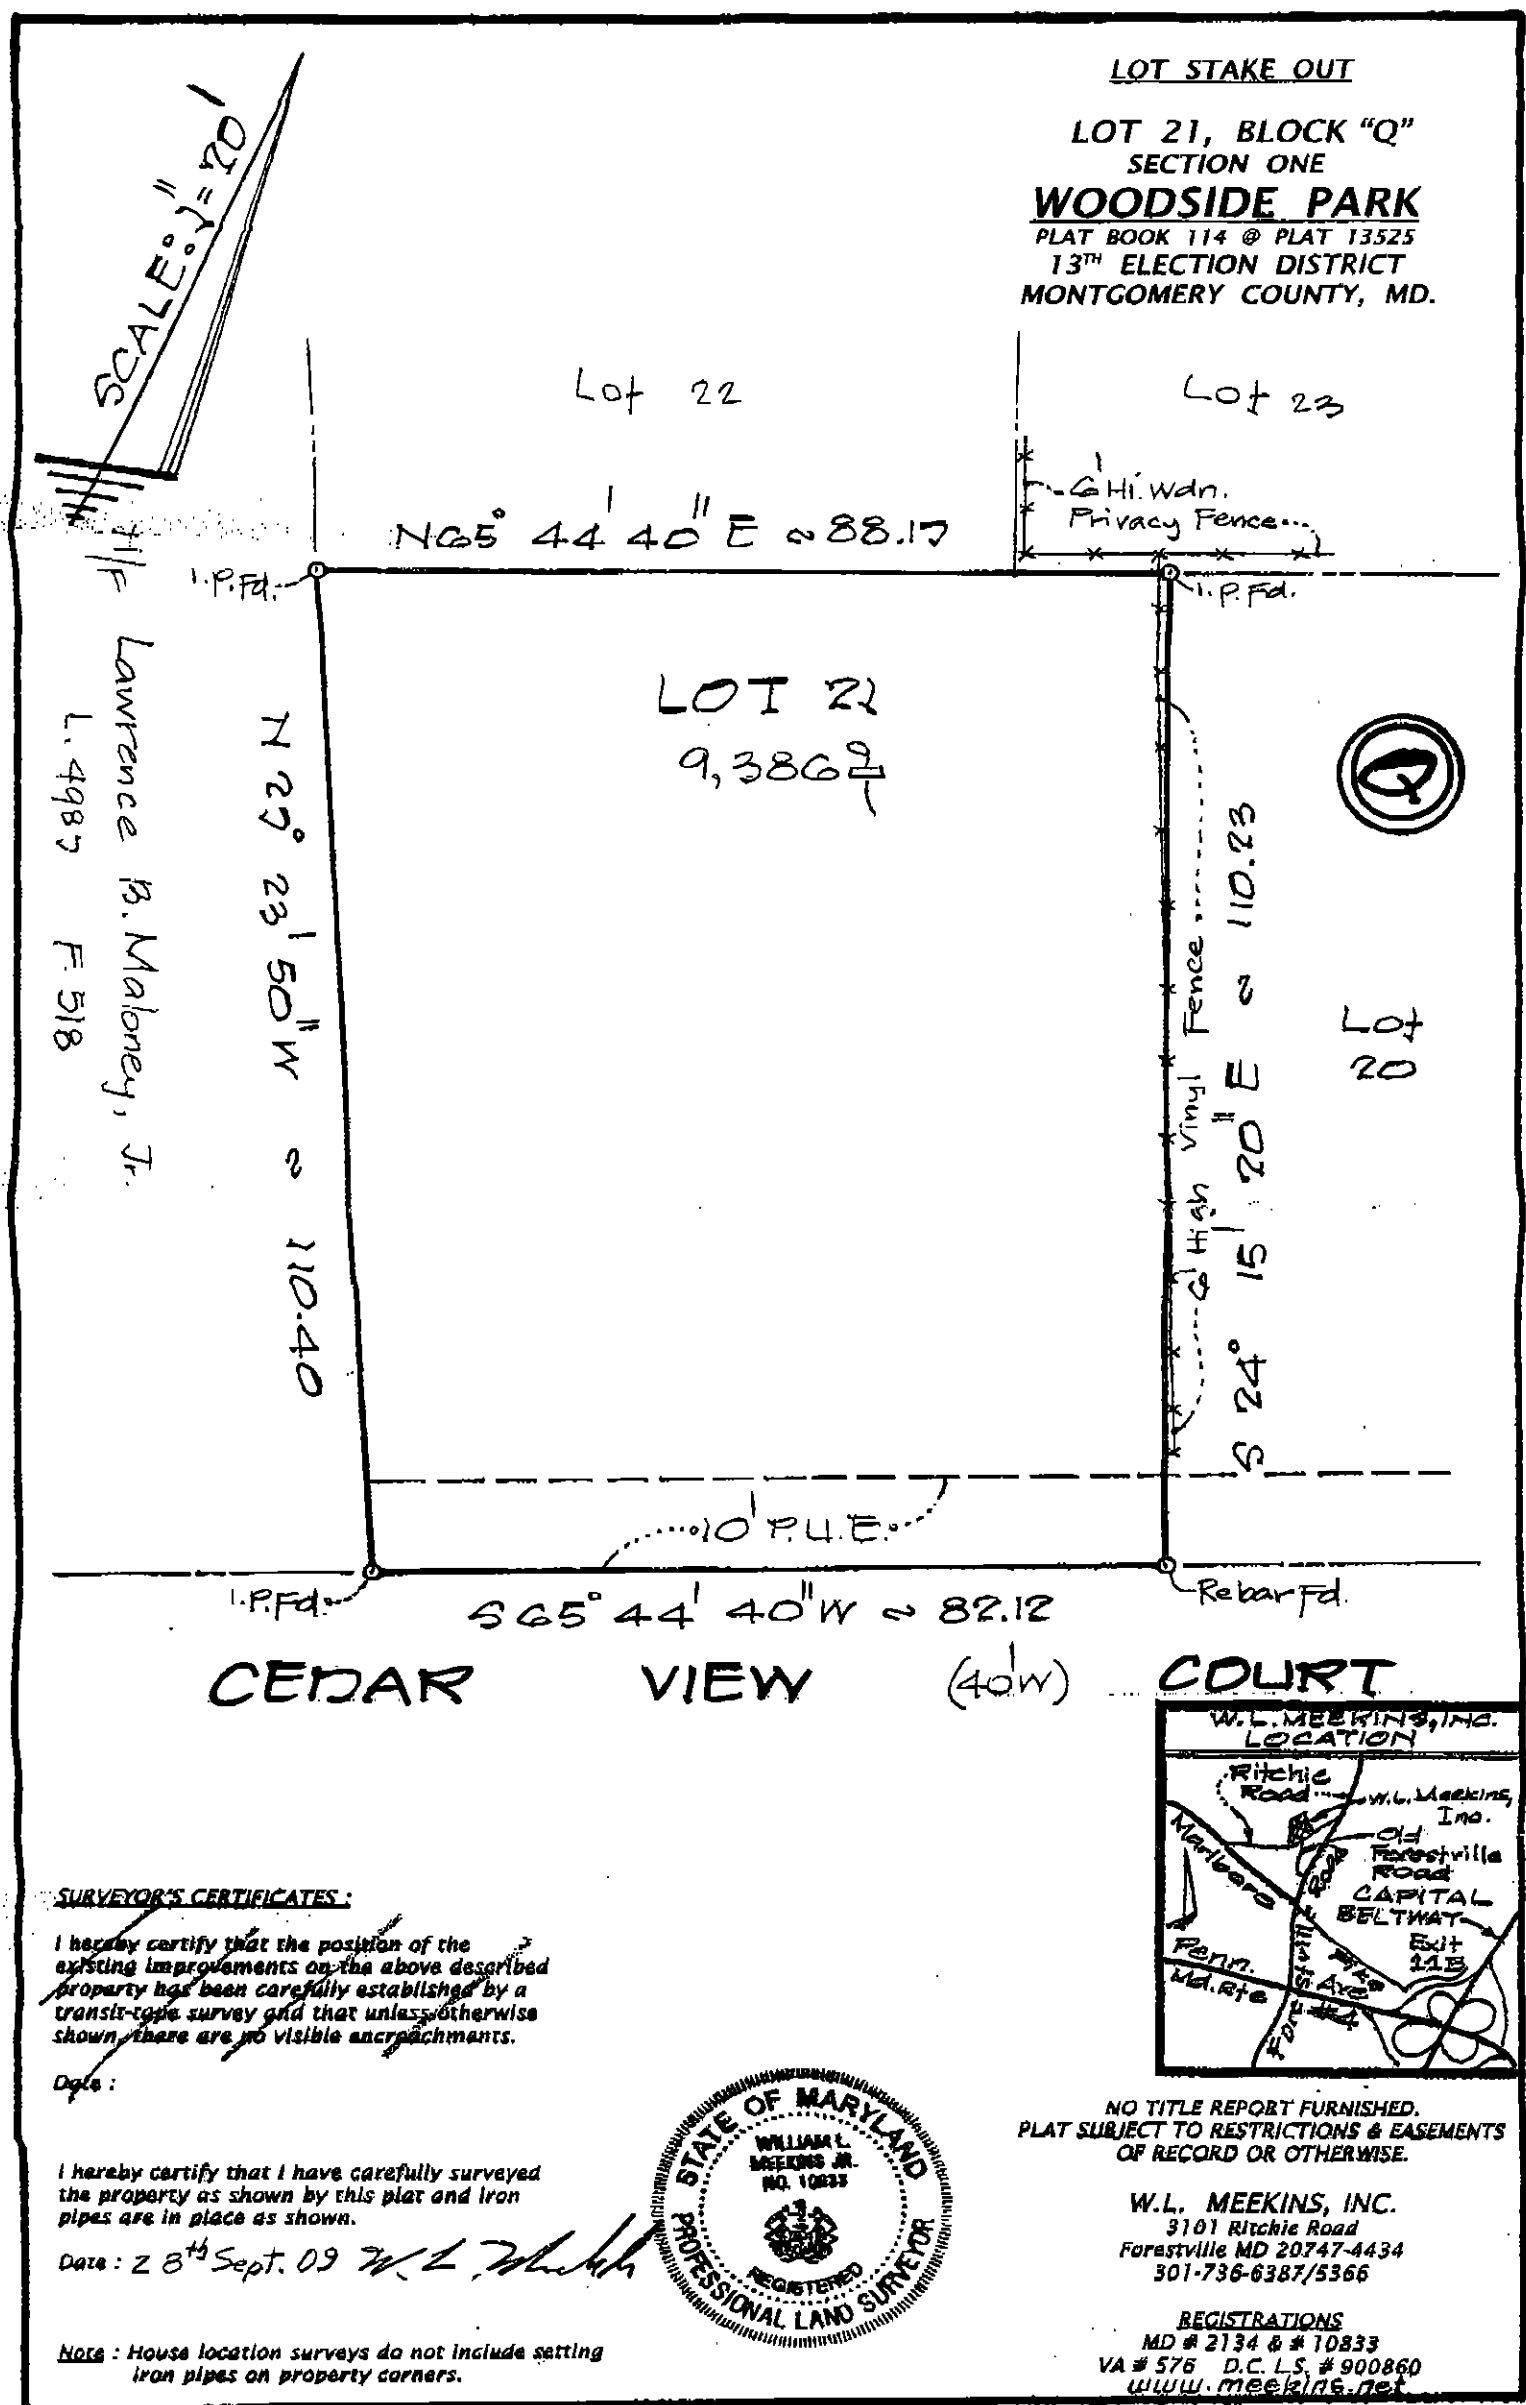 LOT STAKE OUT
LOT 21, BLOCK “Q”
SECTION ONE
WOODSIDE PARK
PLAT BOOK 114 @ PLAT 13525
13TH ELECTION DISTRICT
MONTGOMERY COUNTY, MD.
SCALE: 1" = 20'
Lot 22
Lot 23
6' Hi. Wdn.
Privacy Fence
N65° 44' 40" E ~ 88.17
I.P.Fd.
I.P.Fd.
LOT 21
9,386
N/F Lawrence B. Maloney, Jr.
L. 4987 F. 518
N 27° 23' 50" W ~ 110.40
6' High Vinyl Fence
S 24° 15' 20" E ~ 110.23
Q
Lot
20
10' P.U.E.
I.P.Fd.
Rebar Fd.
S65° 44' 40" W ~ 82.12
CEDAR VIEW (40'W) COURT
W.L. MEEKINS, INC.
LOCATION
Ritchie
Road
W.L. Meekins,
Inc.
Old
Forestville
Road
CAPITAL
BELTWAY
Exit
11B
Marlboro Pike
Forestville Road
Penn. Ave
Md. Rte #4
SURVEYOR'S CERTIFICATES :
I hereby certify that the position of the
existing improvements on the above described
property has been carefully established by a
transit-tape survey and that unless otherwise
shown, there are no visible encroachments.
Date :
I hereby certify that I have carefully surveyed
the property as shown by this plat and iron
pipes are in place as shown.
Date : 28th Sept. 09
Note : House location surveys do not include setting
iron pipes on property corners.
STATE OF MARYLAND
WILLIAM L.
MEEKINS JR.
NO. 10833
REGISTERED
PROFESSIONAL LAND SURVEYOR
NO TITLE REPORT FURNISHED.
PLAT SUBJECT TO RESTRICTIONS & EASEMENTS
OF RECORD OR OTHERWISE.
W.L. MEEKINS, INC.
3101 Ritchie Road
Forestville MD 20747-4434
301-736-6387/5366
REGISTRATIONS
MD # 2134 & # 10833
VA # 576 D.C. L.S. # 900860
www.meekins.net